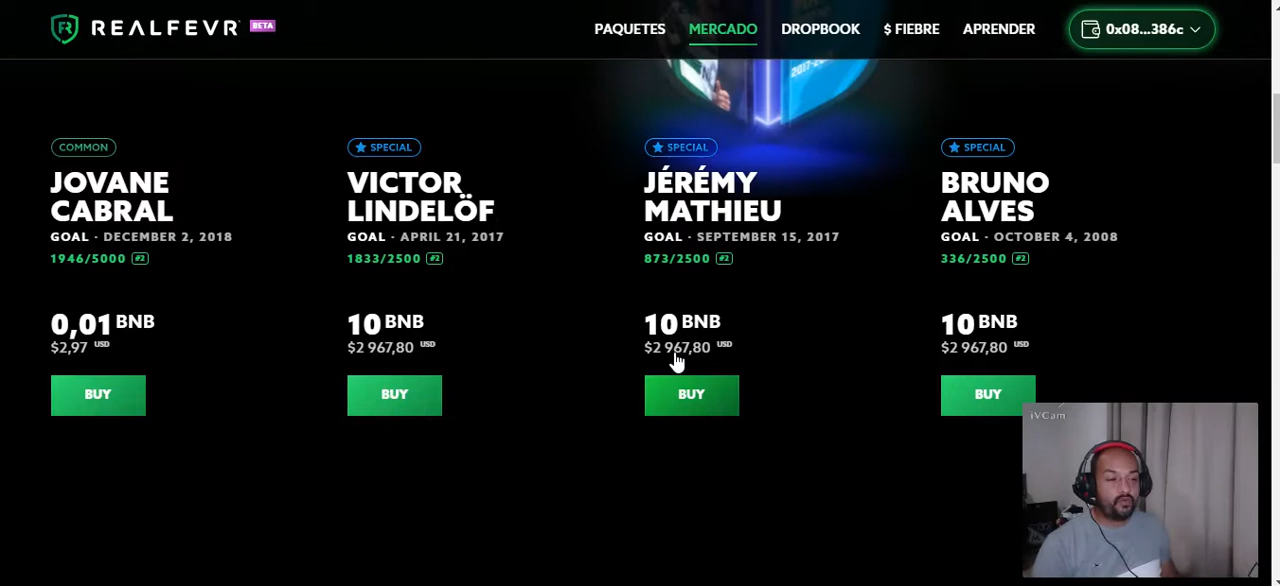 REALFEVR BETA
PAQUETES MERCADO DROPBOOK $ FIEBRE APRENDER 0x08...386c
2017-20
COMMON
JOVANE
CABRAL
GOAL · DECEMBER 2, 2018
1946/5000 #2
0,01 BNB
$2,97 USD
BUY
SPECIAL
VICTOR
LINDELÖF
GOAL · APRIL 21, 2017
1833/2500 #2
10 BNB
$2 967,80 USD
BUY
SPECIAL
JÉRÉMY
MATHIEU
GOAL · SEPTEMBER 15, 2017
873/2500 #2
10 BNB
$2 967,80 USD
BUY
SPECIAL
BRUNO
ALVES
GOAL · OCTOBER 4, 2008
336/2500 #2
10 BNB
$2 967,80 USD
BUY
iVCam